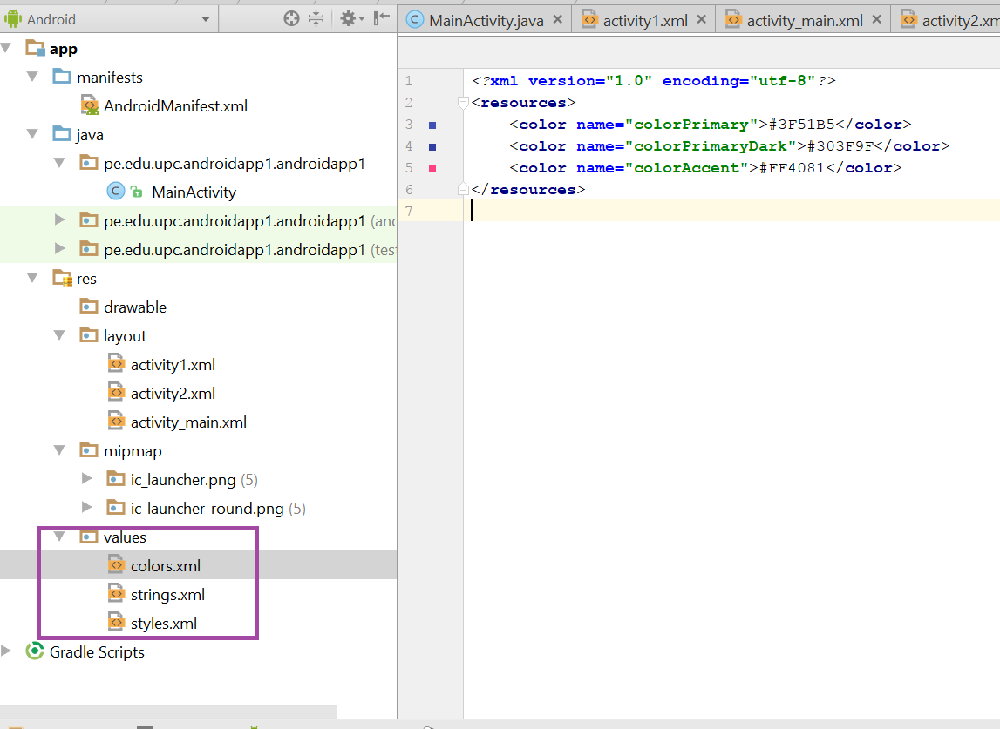 Android
MainActivity.java
activity1.xml
activity_main.xml
activity2.xm
app
manifests
AndroidManifest.xml
java
pe.edu.upc.androidapp1.androidapp1
MainActivity
pe.edu.upc.androidapp1.androidapp1 (and
pe.edu.upc.androidapp1.androidapp1 (test
res
drawable
layout
activity1.xml
activity2.xml
activity_main.xml
mipmap
ic_launcher.png (5)
ic_launcher_round.png (5)
values
colors.xml
strings.xml
styles.xml
Gradle Scripts
1 <?xml version="1.0" encoding="utf-8"?>
2 <resources>
3 <color name="colorPrimary">#3F51B5</color>
4 <color name="colorPrimaryDark">#303F9F</color>
5 <color name="colorAccent">#FF4081</color>
6 </resources>
7